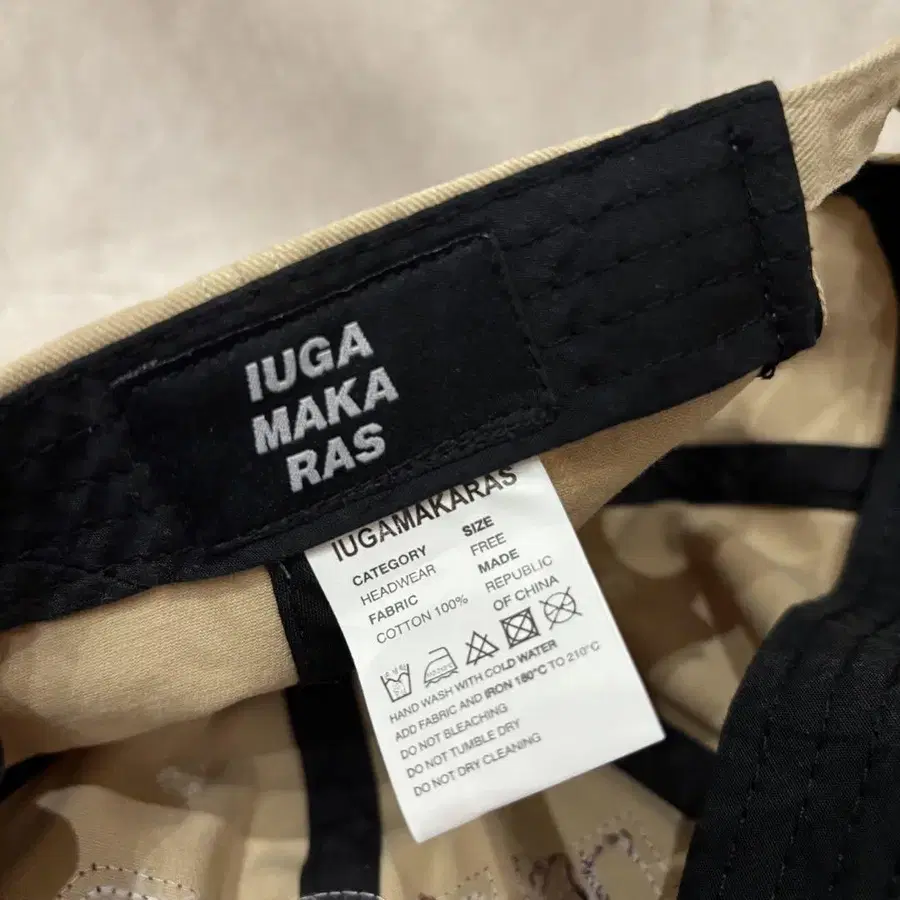 IUGA
MAKA
RAS
IUGAMAKARAS
CATEGORY
HEADWEAR
FABRIC
COTTON 100%
SIZE
FREE
MADE
REPUBLIC
OF CHINA
HAND WASH WITH COLD WATER
ADD FABRIC AND IRON 180°C TO 210°C
DO NOT BLEACHING
DO NOT TUMBLE DRY
DO NOT DRY CLEANING